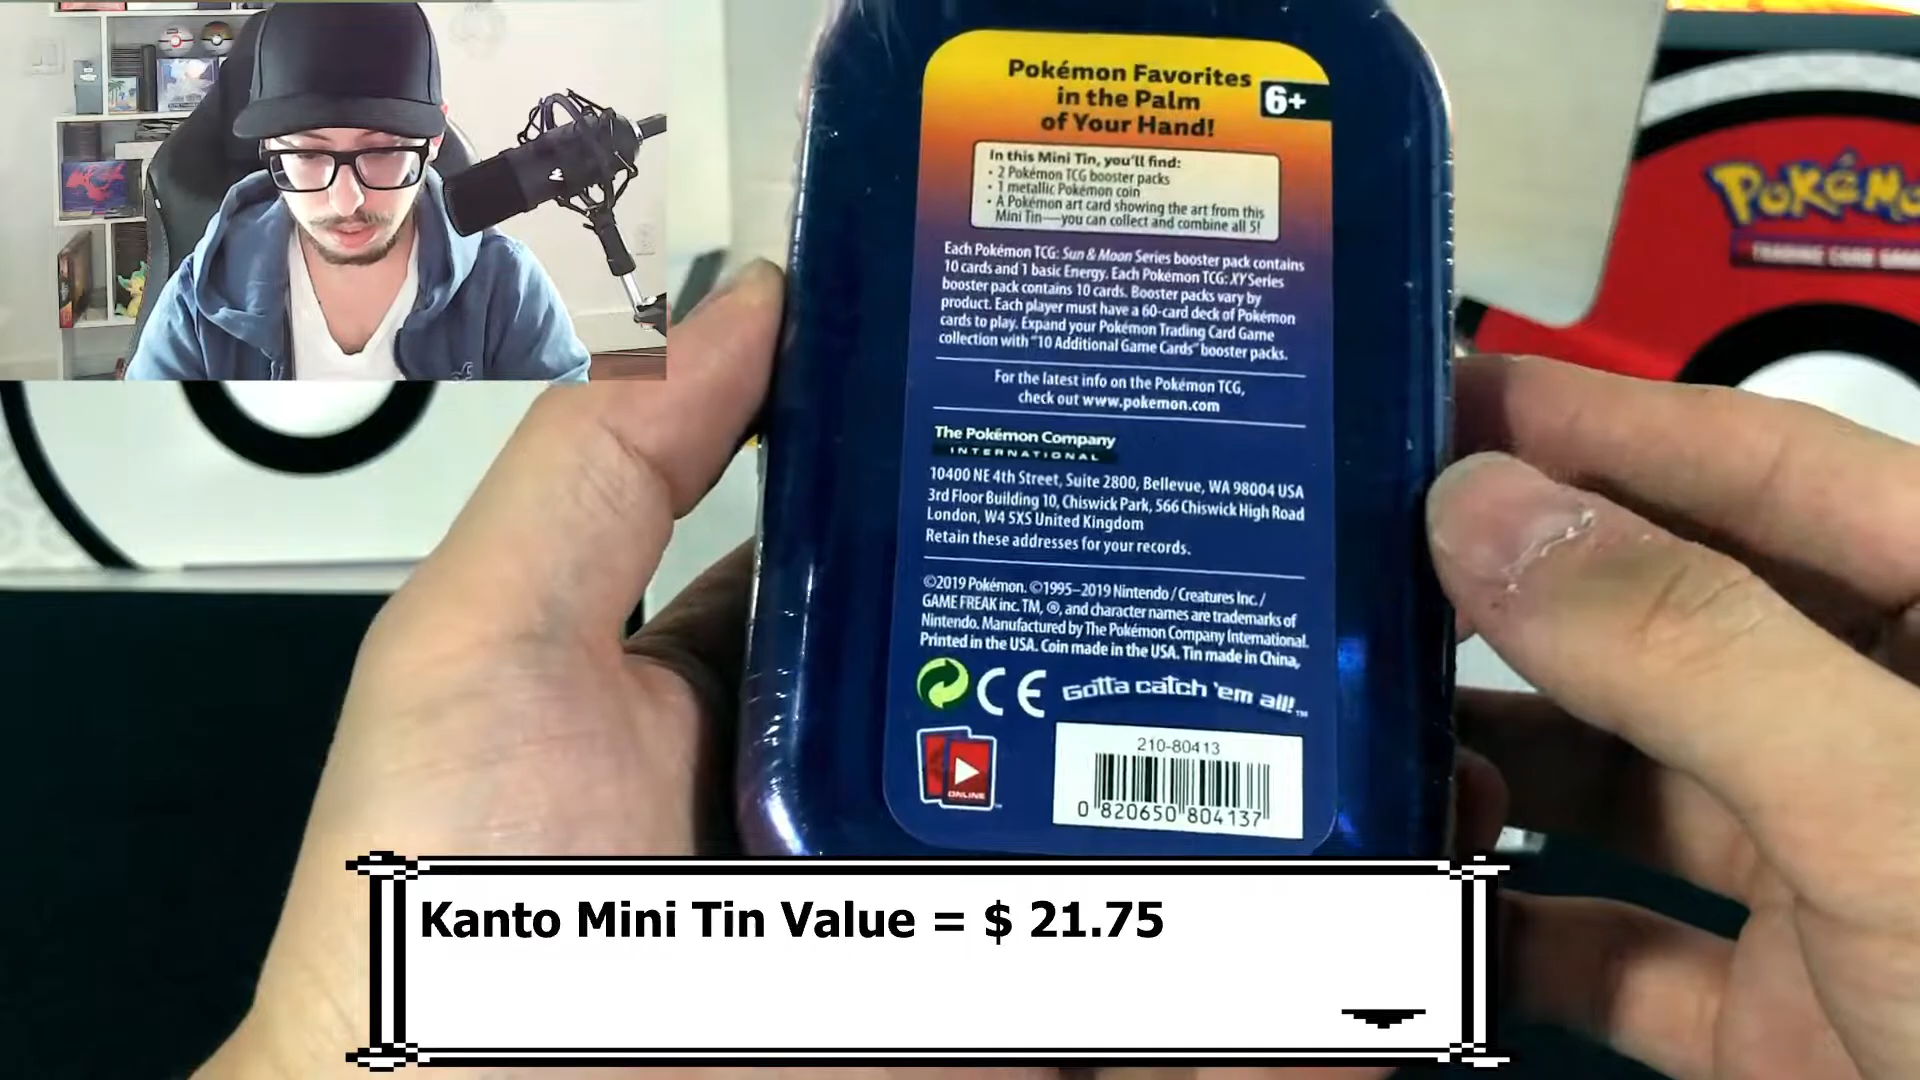 Pokémon Favorites
in the Palm
of Your Hand!
6+
In this Mini Tin, you'll find:
• 2 Pokémon TCG booster packs
• 1 metallic Pokémon coin
• A Pokémon art card showing the art from this
Mini Tin—you can collect and combine all 5!
Each Pokémon TCG: Sun & Moon Series booster pack contains
10 cards and 1 basic Energy. Each Pokémon TCG: XY Series
booster pack contains 10 cards. Booster packs vary by
product. Each player must have a 60-card deck of Pokémon
cards to play. Expand your Pokémon Trading Card Game
collection with "10 Additional Game Cards" booster packs.
For the latest info on the Pokémon TCG,
check out www.pokemon.com
The Pokémon Company
INTERNATIONAL
10400 NE 4th Street, Suite 2800, Bellevue, WA 98004 USA
3rd Floor Building 10, Chiswick Park, 566 Chiswick High Road
London, W4 5XS United Kingdom
Retain these addresses for your records.
©2019 Pokémon. ©1995–2019 Nintendo / Creatures Inc. /
GAME FREAK inc. TM, ®, and character names are trademarks of
Nintendo. Manufactured by The Pokémon Company International.
Printed in the USA. Coin made in the USA. Tin made in China.
CE
Gotta catch 'em all!™
ONLINE
210-80413
0 820650 804137
POKéMO
TRADING CARD GAM
Kanto Mini Tin Value = $ 21.75